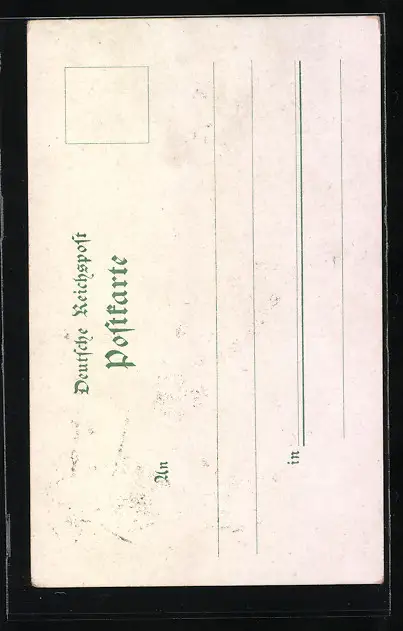 Deutsche Reichspost
Postkarte
An
in